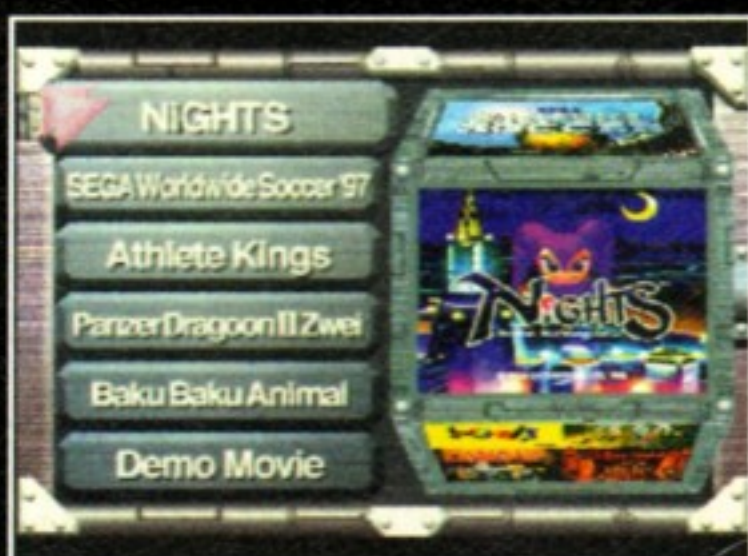 NiGHTS
SEGA Worldwide Soccer '97
Athlete Kings
Panzer Dragoon II Zwei
Baku Baku Animal
Demo Movie
NiGHTS